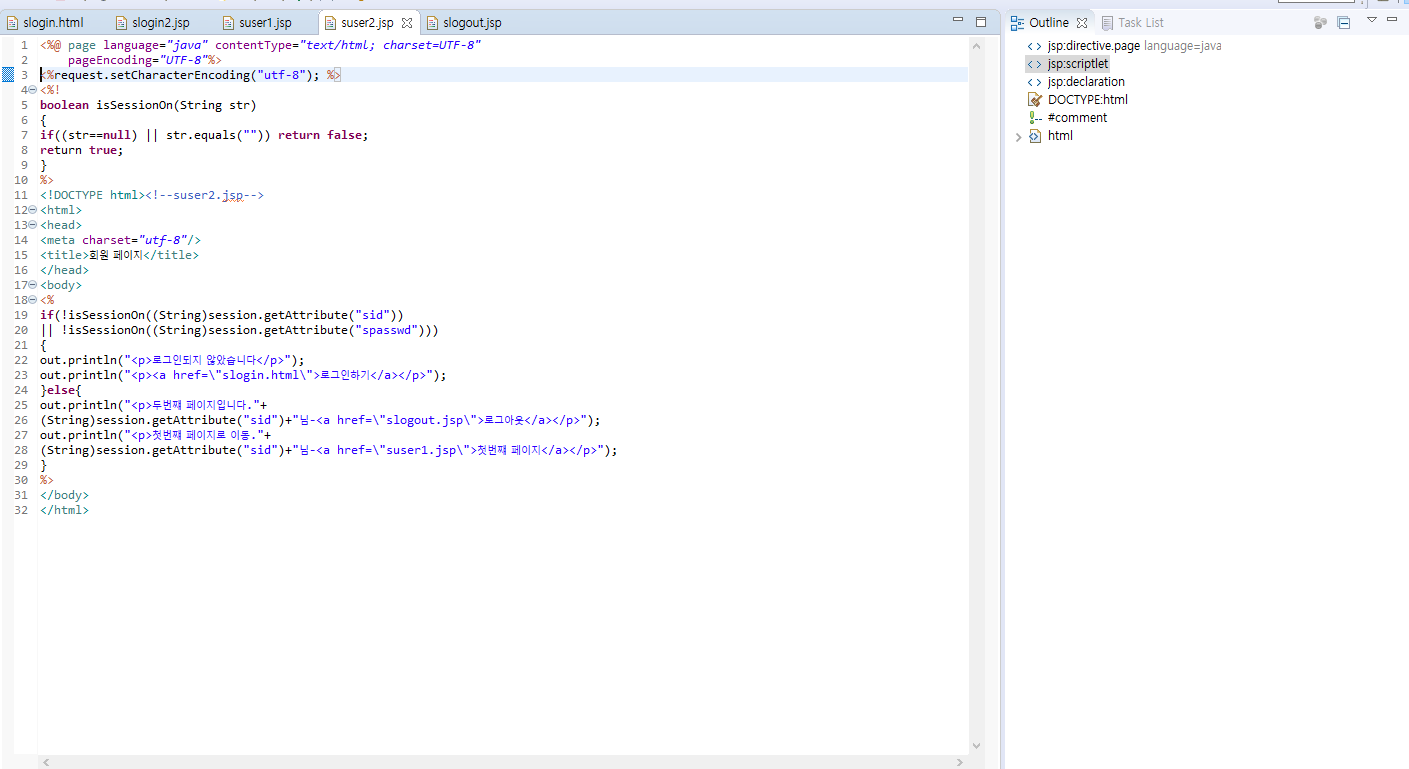 slogin.html slogin2.jsp suser1.jsp suser2.jsp slogout.jsp
1 <%@ page language="java" contentType="text/html; charset=UTF-8"
2 pageEncoding="UTF-8"%>
3 <%request.setCharacterEncoding("utf-8"); %>
4 <%!
5 boolean isSessionOn(String str)
6 {
7 if((str==null) || str.equals("")) return false;
8 return true;
9 }
10 %>
11 <!DOCTYPE html><!--suser2.jsp-->
12 <html>
13 <head>
14 <meta charset="utf-8"/>
15 <title>회원 페이지</title>
16 </head>
17 <body>
18 <%
19 if(!isSessionOn((String)session.getAttribute("sid"))
20 || !isSessionOn((String)session.getAttribute("spasswd")))
21 {
22 out.println("<p>로그인되지 않았습니다</p>");
23 out.println("<p><a href=\"slogin.html\">로그인하기</a></p>");
24 }else{
25 out.println("<p>두번째 페이지입니다."+
26 (String)session.getAttribute("sid")+"님-<a href=\"slogout.jsp\">로그아웃</a></p>");
27 out.println("<p>첫번째 페이지로 이동."+
28 (String)session.getAttribute("sid")+"님-<a href=\"suser1.jsp\">첫번째 페이지</a></p>");
29 }
30 %>
31 </body>
32 </html>
Outline Task List
jsp:directive.page language=java
jsp:scriptlet
jsp:declaration
DOCTYPE:html
#comment
html